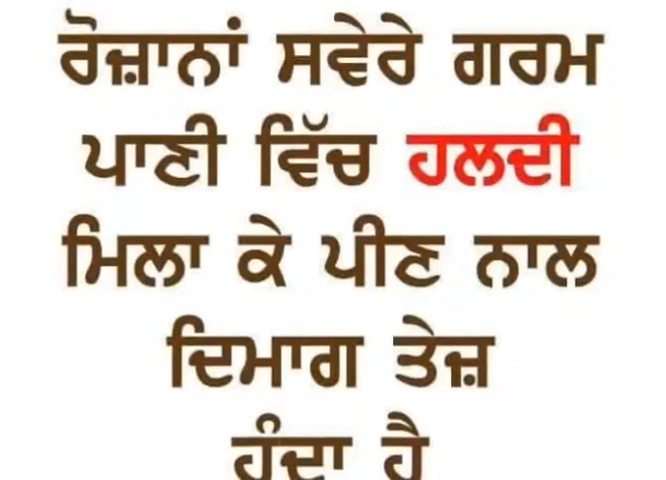 ਰੋਜ਼ਾਨਾਂ ਸਵੇਰੇ ਗਰਮ
ਪਾਣੀ ਵਿੱਚ ਹਲਦੀ
ਮਿਲਾ ਕੇ ਪੀਣ ਨਾਲ
ਦਿਮਾਗ ਤੇਜ਼
ਹੁੰਦਾ ਹੈ